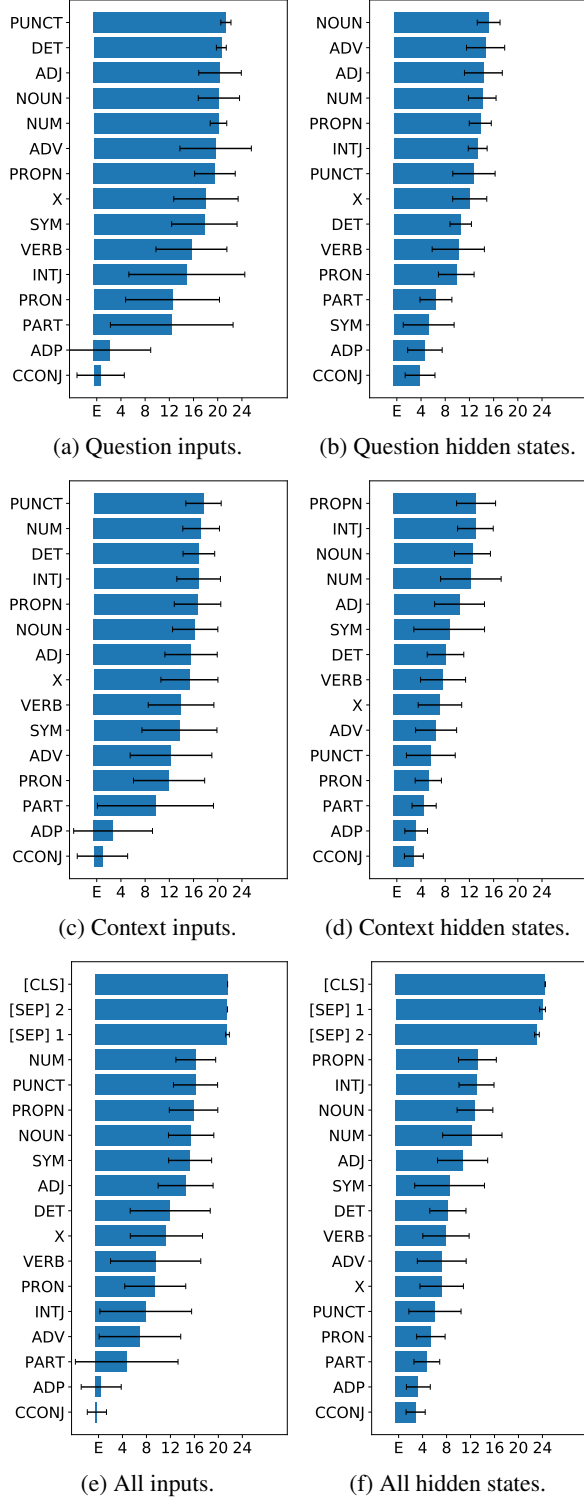 PUNCT
DET
ADJ
NOUN
NUM
ADV
PROPN
X
SYM
VERB
INTJ
PRON
PART
ADP
CCONJ
E 4 8 12 16 20 24
(a) Question inputs.
NOUN
ADV
ADJ
NUM
PROPN
INTJ
PUNCT
X
DET
VERB
PRON
PART
SYM
ADP
CCONJ
E 4 8 12 16 20 24
(b) Question hidden states.
PUNCT
NUM
DET
INTJ
PROPN
NOUN
ADJ
X
VERB
SYM
ADV
PRON
PART
ADP
CCONJ
E 4 8 12 16 20 24
(c) Context inputs.
PROPN
INTJ
NOUN
NUM
ADJ
SYM
DET
VERB
X
ADV
PUNCT
PRON
PART
ADP
CCONJ
E 4 8 12 16 20 24
(d) Context hidden states.
[CLS]
[SEP] 2
[SEP] 1
NUM
PUNCT
PROPN
NOUN
SYM
ADJ
DET
X
VERB
PRON
INTJ
ADV
PART
ADP
CCONJ
E 4 8 12 16 20 24
(e) All inputs.
[CLS]
[SEP] 1
[SEP] 2
PROPN
INTJ
NOUN
NUM
ADJ
SYM
DET
VERB
ADV
X
PUNCT
PRON
PART
ADP
CCONJ
E 4 8 12 16 20 24
(f) All hidden states.